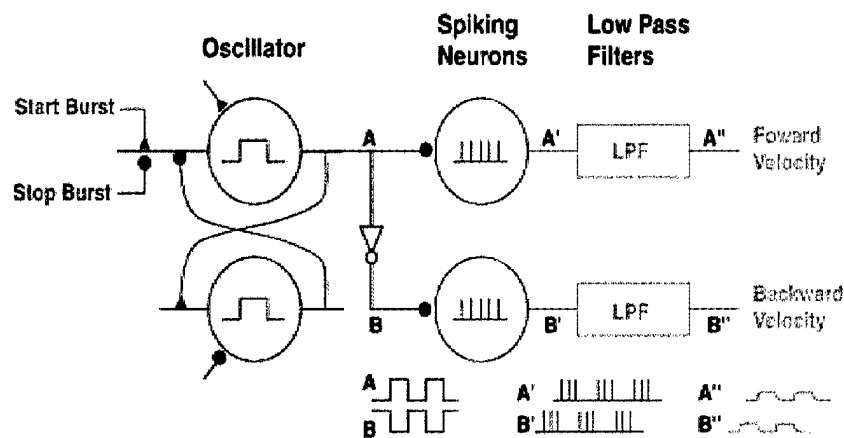 Oscillator
Spiking
Neurons
Low Pass
Filters
Start Burst
Stop Burst
A
A'
LPF
A"
Foward
Velocity
B
B'
LPF
B"
Backward
Velocity
A
B
A'
B'
A"
B"